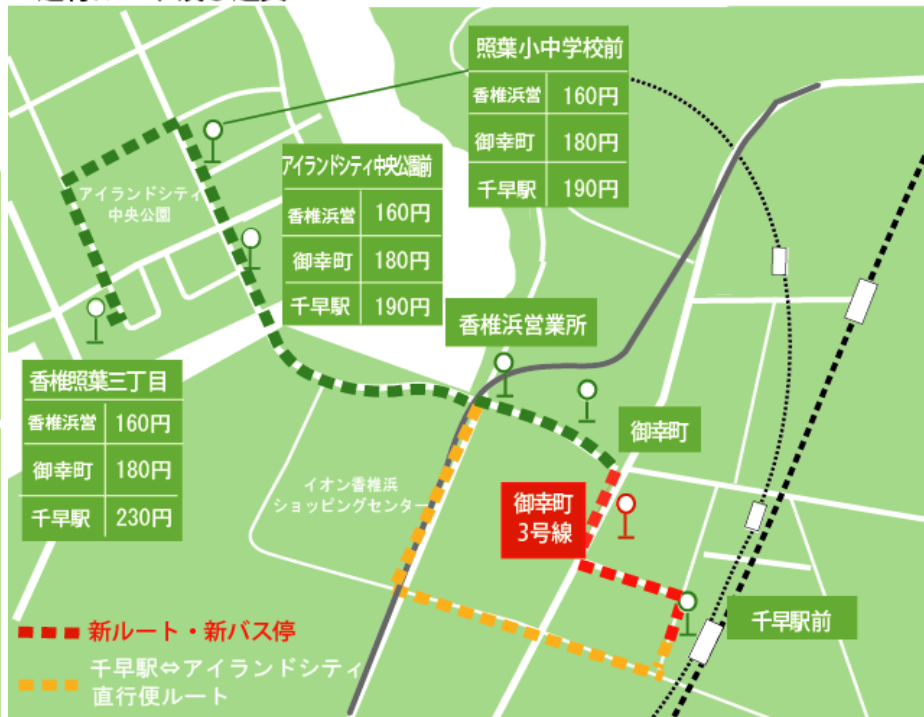 照葉小中学校前
香椎浜営 160円
御幸町 180円
千早駅 190円
アイランドシティ中央公園前
香椎浜営 160円
御幸町 180円
千早駅 190円
アイランドシティ
中央公園
香椎浜営業所
香椎照葉三丁目
香椎浜営 160円
御幸町 180円
千早駅 230円
御幸町
イオン香椎浜
ショッピングセンター
御幸町
3号線
千早駅前
新ルート・新バス停
千早駅⇔アイランドシティ
直行便ルート